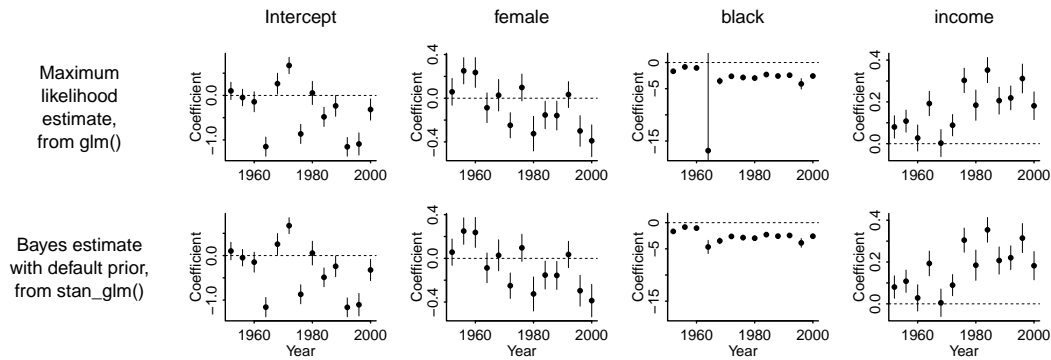 Intercept
female
black
income
Maximum
likelihood
estimate,
from glm()
Coefficient
−1.0
0.0
1960
1980
2000
Coefficient
−0.4
0.0
0.4
1960
1980
2000
Coefficient
−15
−5
0
1960
1980
2000
Coefficient
0.0
0.2
0.4
1960
1980
2000
Bayes estimate
with default prior,
from stan_glm()
Coefficient
−1.0
0.0
1960
1980
2000
Year
Coefficient
−0.4
0.0
0.4
1960
1980
2000
Year
Coefficient
−15
−5
0
1960
1980
2000
Year
Coefficient
0.0
0.2
0.4
1960
1980
2000
Year